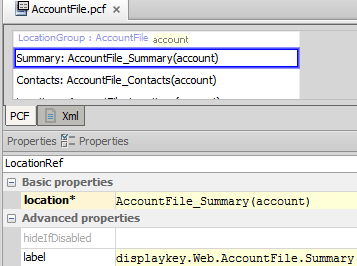 AccountFile.pcf ×
LocationGroup : AccountFile account
Summary: AccountFile_Summary(account)
Contacts: AccountFile_Contacts(account)
PCF Xml
Properties Properties
LocationRef
Basic properties
location* AccountFile_Summary(account)
Advanced properties
hideIfDisabled
label displaykey.Web.AccountFile.Summary